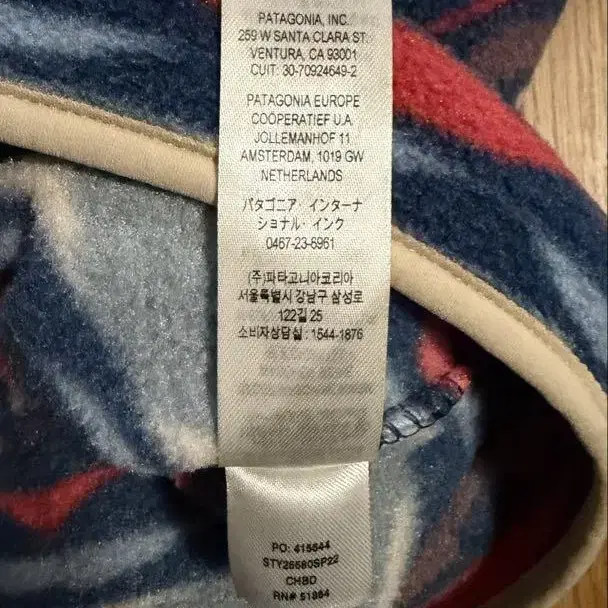 PATAGONIA, INC.
259 W SANTA CLARA ST.
VENTURA, CA 93001
CUIT: 30-70924649-2
PATAGONIA EUROPE
COÖPERATIEF U.A.
JOLLEMANHOF 11
AMSTERDAM, 1019 GW
NETHERLANDS
パタゴニア・インターナ
ショナル・インク
0467-23-8961
(주)파타고니아코리아
서울특별시 강남구 삼성로
122길 25
소비자상담실 : 1544-1876
PO: 415544
STY26580SP22
CHBD
RN# 51884